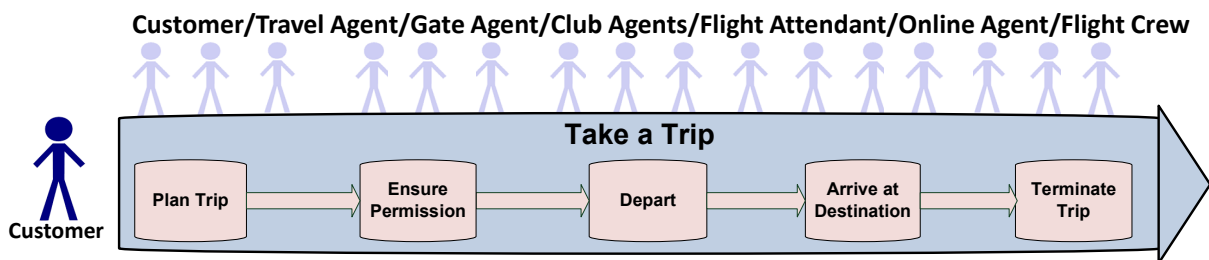 Customer/Travel Agent/Gate Agent/Club Agents/Flight Attendant/Online Agent/Flight Crew
Take a Trip
Plan Trip
Ensure
Permission
Depart
Arrive at
Destination
Terminate
Trip
Customer